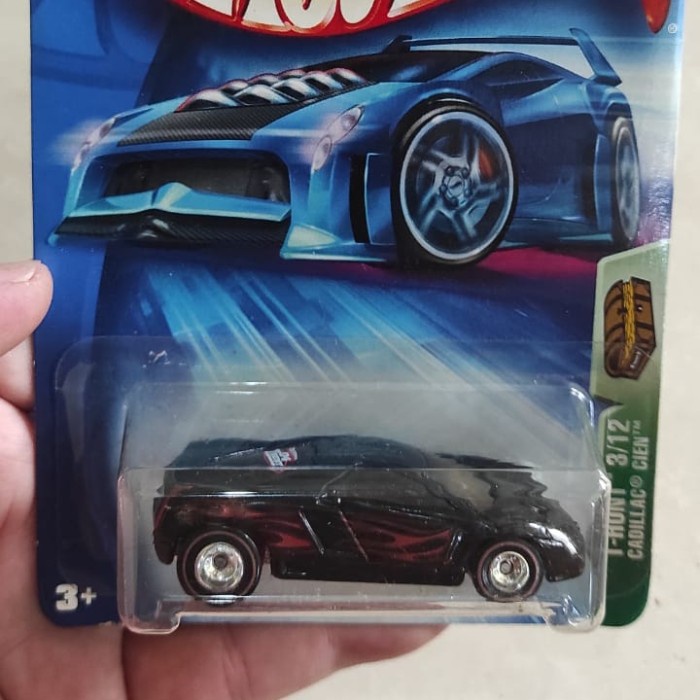 T-HUNT 3/12
CADILLAC® CIEN™
3+